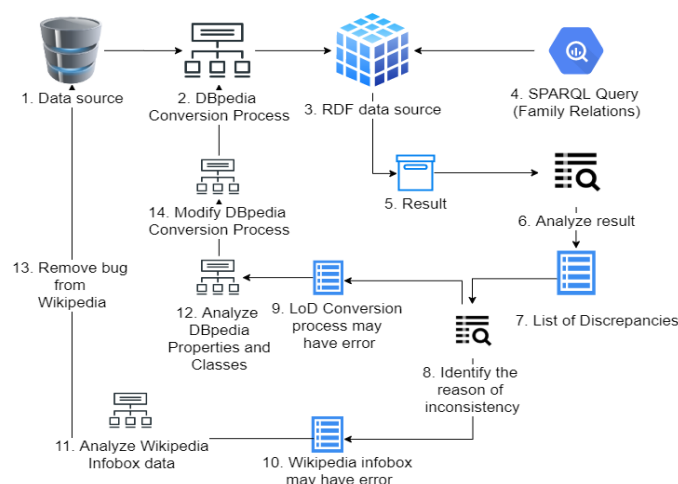 1. Data source
2. DBpedia
Conversion Process
3. RDF data source
4. SPARQL Query
(Family Relations)
5. Result
6. Analyze result
7. List of Discrepancies
8. Identify the
reason of
inconsistency
9. LoD Conversion
process may
have error
10. Wikipedia infobox
may have error
11. Analyze Wikipedia
Infobox data
12. Analyze
DBpedia
Properties and
Classes
13. Remove bug
from
Wikipedia
14. Modify DBpedia
Conversion Process